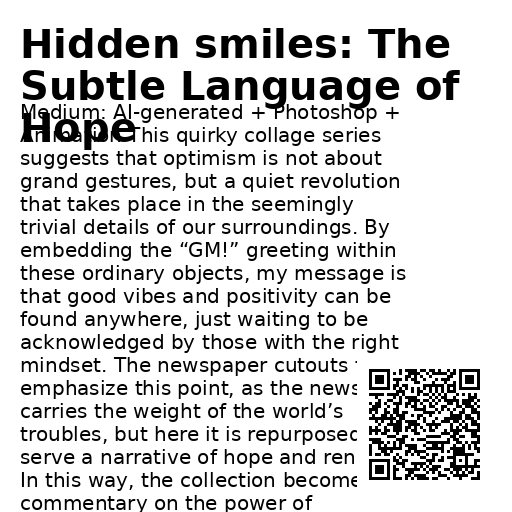 Hidden smiles: The
Subtle Language of
Hope
Medium: AI-generated + Photoshop +
Animation This quirky collage series
suggests that optimism is not about
grand gestures, but a quiet revolution
that takes place in the seemingly
trivial details of our surroundings. By
embedding the “GM!” greeting within
these ordinary objects, my message is
that good vibes and positivity can be
found anywhere, just waiting to be
acknowledged by those with the right
mindset. The newspaper cutouts
emphasize this point, as the news
carries the weight of the world’s
troubles, but here it is repurposed
serve a narrative of hope and
In this way, the collection
commentary on the power of